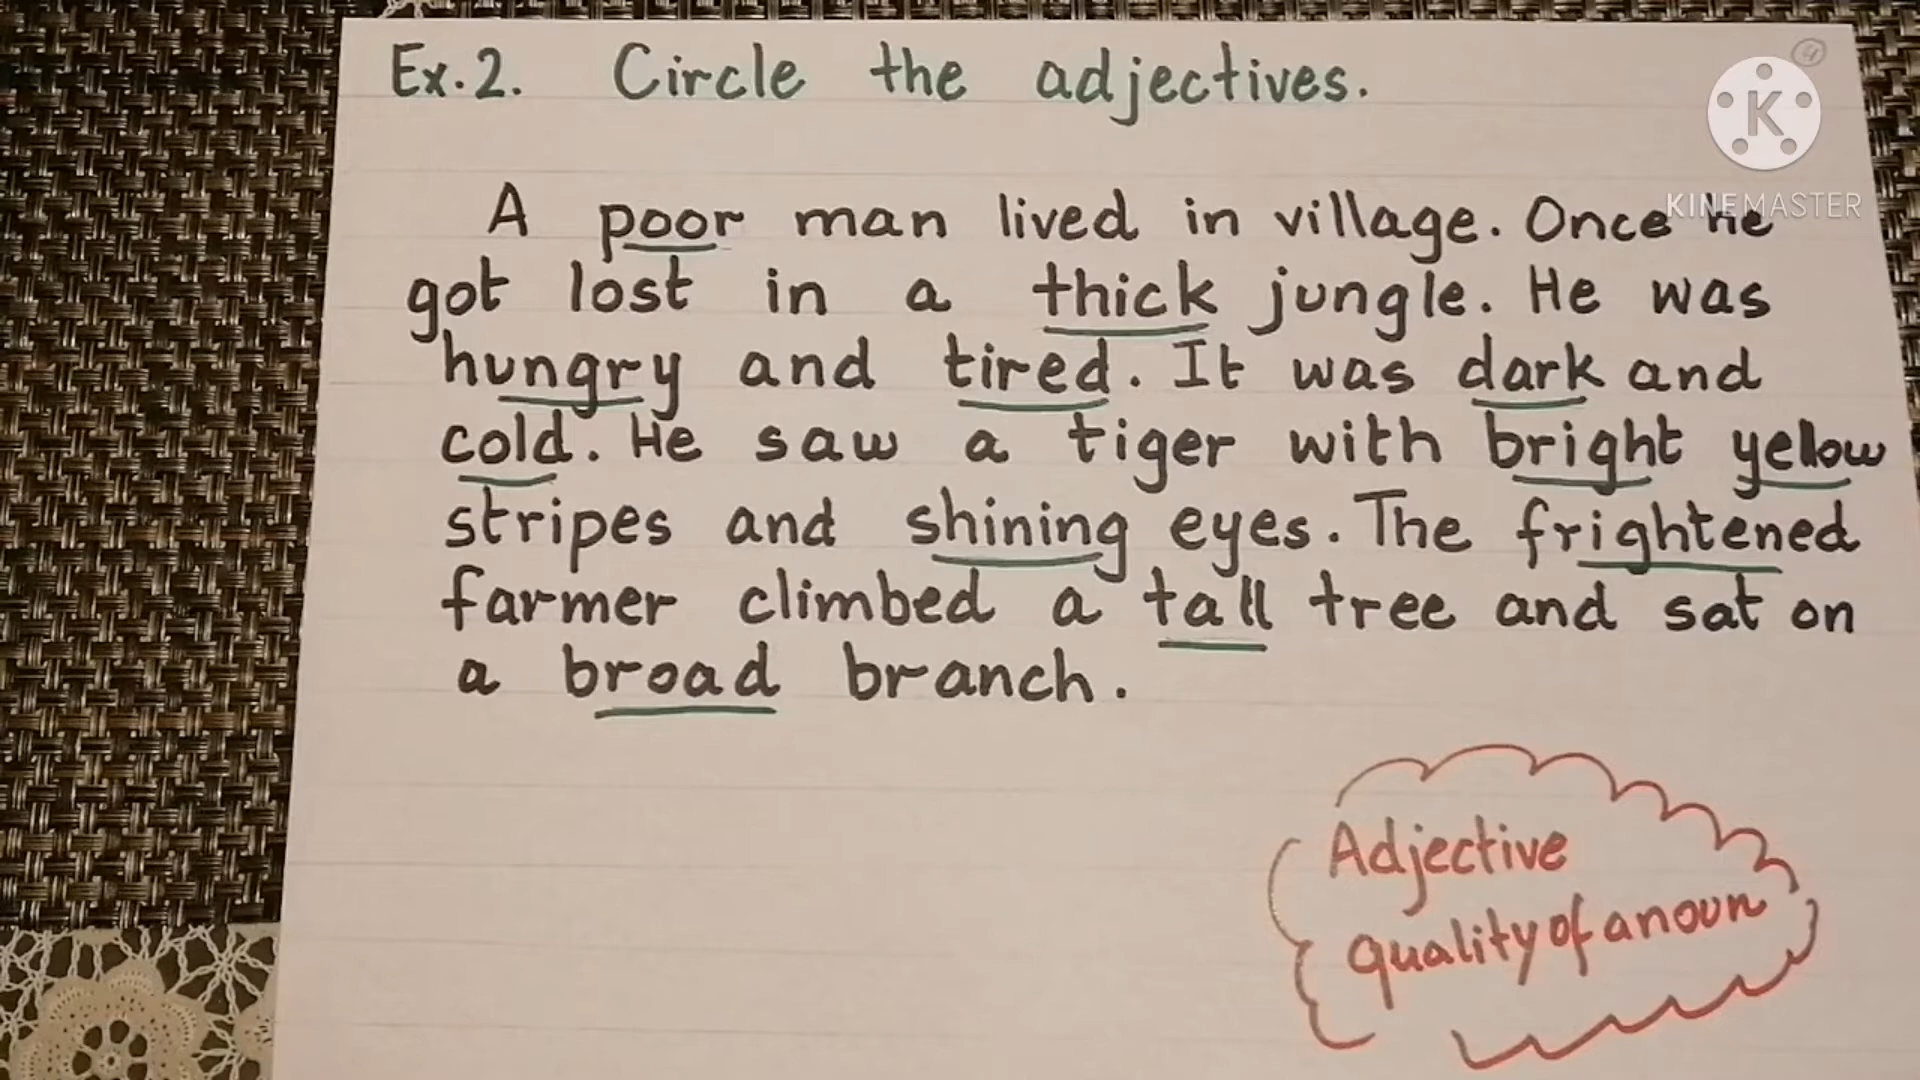 Ex.2. Circle the adjectives.
4
K
KINEMASTER
A poor man lived in village. Once he
got lost in a thick jungle. He was
hungry and tired. It was dark and
cold. He saw a tiger with bright yellow
stripes and shining eyes. The frightened
farmer climbed a tall tree and sat on
a broad branch.
Adjective
quality of a noun